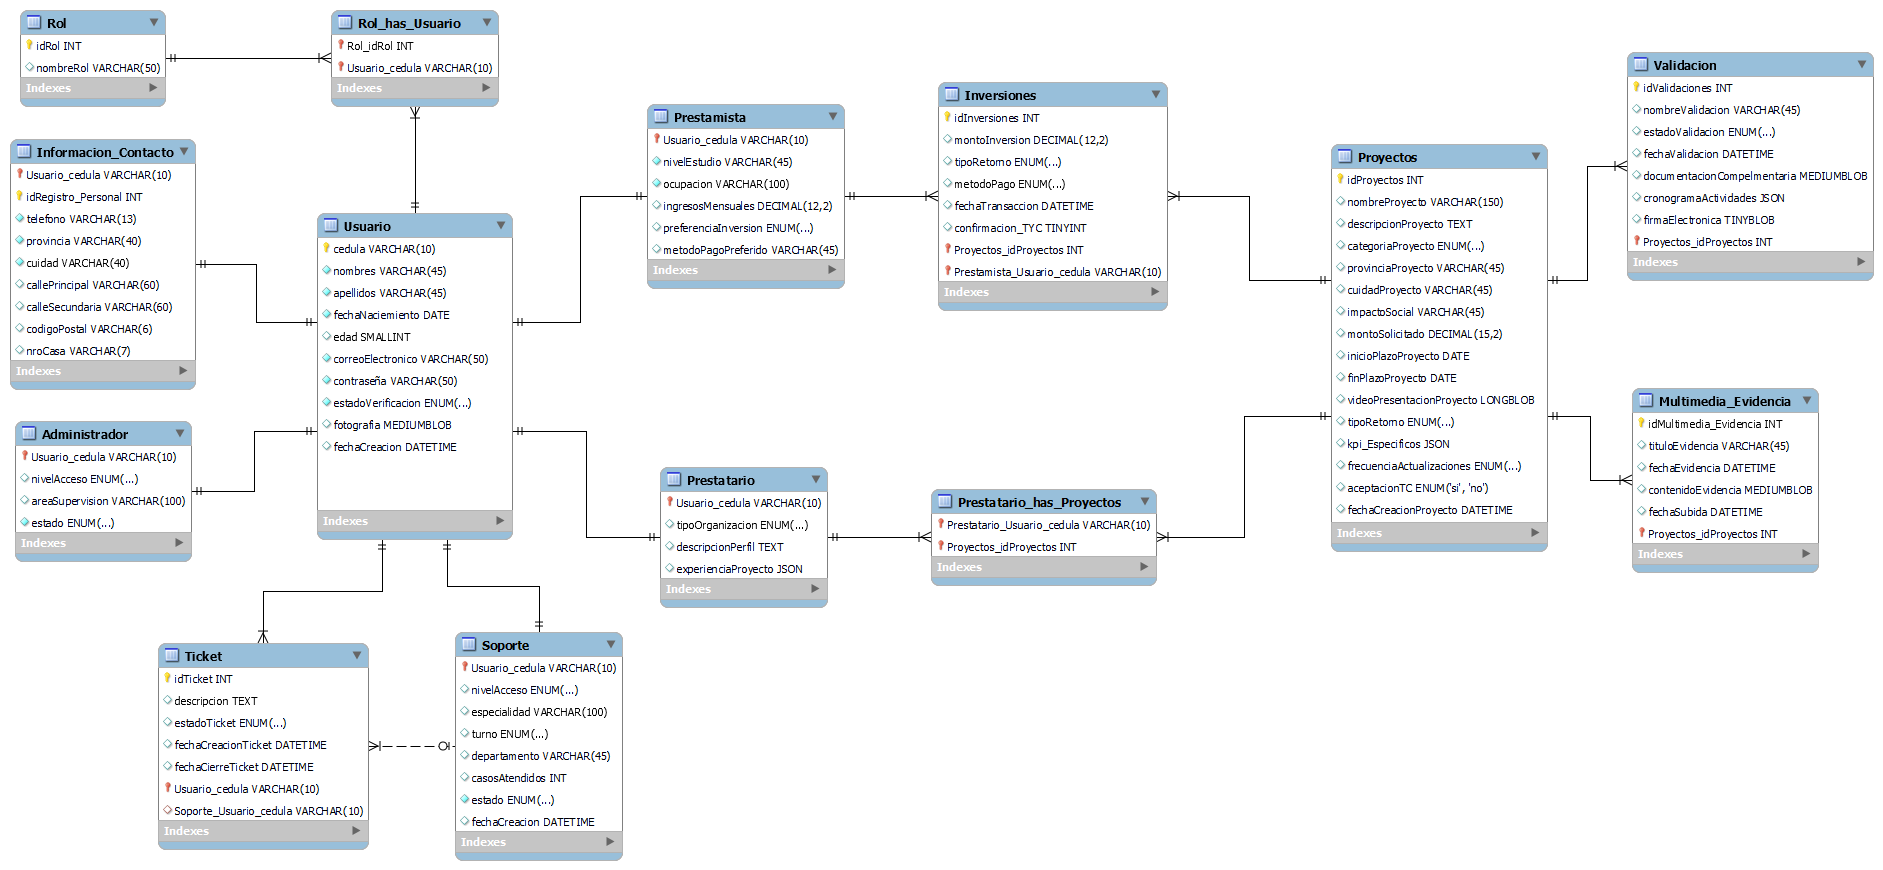 Rol
idRol INT
nombreRol VARCHAR(50)
Indexes
Rol_has_Usuario
Rol_idRol INT
Usuario_cedula VARCHAR(10)
Indexes
Informacion_Contacto
Usuario_cedula VARCHAR(10)
idRegistro_Personal INT
telefono VARCHAR(13)
provincia VARCHAR(40)
cuidad VARCHAR(40)
callePrincipal VARCHAR(60)
calleSecundaria VARCHAR(60)
codigoPostal VARCHAR(6)
nroCasa VARCHAR(7)
Indexes
Usuario
cedula VARCHAR(10)
nombres VARCHAR(45)
apellidos VARCHAR(45)
fechaNaciemiento DATE
edad SMALLINT
correoElectronico VARCHAR(50)
contraseña VARCHAR(50)
estadoVerificacion ENUM(...)
fotografia MEDIUMBLOB
fechaCreacion DATETIME
Indexes
Administrador
Usuario_cedula VARCHAR(10)
nivelAcceso ENUM(...)
areaSupervision VARCHAR(100)
estado ENUM(...)
Indexes
Ticket
idTicket INT
descripcion TEXT
estadoTicket ENUM(...)
fechaCreacionTicket DATETIME
fechaCierreTicket DATETIME
Usuario_cedula VARCHAR(10)
Soporte_Usuario_cedula VARCHAR(10)
Indexes
Soporte
Usuario_cedula VARCHAR(10)
nivelAcceso ENUM(...)
especialidad VARCHAR(100)
turno ENUM(...)
departamento VARCHAR(45)
casosAtendidos INT
estado ENUM(...)
fechaCreacion DATETIME
Indexes
Prestamista
Usuario_cedula VARCHAR(10)
nivelEstudio VARCHAR(45)
ocupacion VARCHAR(100)
ingresosMensuales DECIMAL(12,2)
preferenciaInversion ENUM(...)
metodoPagoPreferido VARCHAR(45)
Indexes
Inversiones
idInversiones INT
montoInversion DECIMAL(12,2)
tipoRetorno ENUM(...)
metodoPago ENUM(...)
fechaTransaccion DATETIME
confirmacion_TYC TINYINT
Proyectos_idProyectos INT
Prestamista_Usuario_cedula VARCHAR(10)
Indexes
Prestatario
Usuario_cedula VARCHAR(10)
tipoOrganizacion ENUM(...)
descripcionPerfil TEXT
experienciaProyecto JSON
Indexes
Prestatario_has_Proyectos
Prestatario_Usuario_cedula VARCHAR(10)
Proyectos_idProyectos INT
Indexes
Proyectos
idProyectos INT
nombreProyecto VARCHAR(150)
descripcionProyecto TEXT
categoriaProyecto ENUM(...)
provinciaProyecto VARCHAR(45)
cuidadProyecto VARCHAR(45)
impactoSocial VARCHAR(45)
montoSolicitado DECIMAL(15,2)
inicioPlazoProyecto DATE
finPlazoProyecto DATE
videoPresentacionProyecto LONGBLOB
tipoRetorno ENUM(...)
kpi_Especificos JSON
frecuenciaActualizaciones ENUM(...)
aceptacionTC ENUM('si', 'no')
fechaCreacionProyecto DATETIME
Indexes
Validacion
idValidaciones INT
nombreValidacion VARCHAR(45)
estadoValidacion ENUM(...)
fechaValidacion DATETIME
documentacionCompelmentaria MEDIUMBLOB
cronogramaActividades JSON
firmaElectronica TINYBLOB
Proyectos_idProyectos INT
Indexes
Multimedia_Evidencia
idMultimedia_Evidencia INT
tituloEvidencia VARCHAR(45)
fechaEvidencia DATETIME
contenidoEvidencia MEDIUMBLOB
fechaSubida DATETIME
Proyectos_idProyectos INT
Indexes